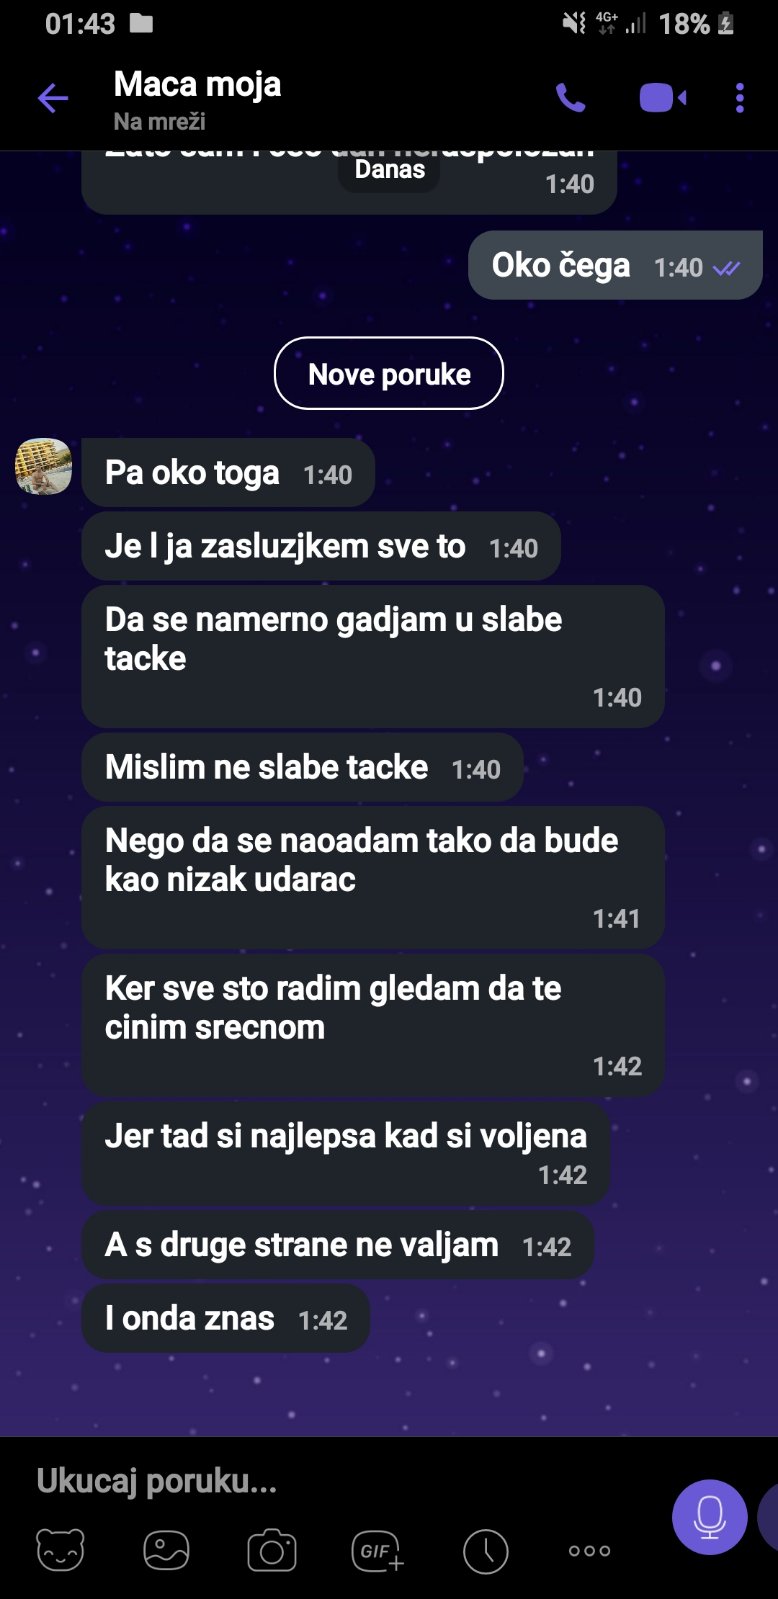 01:43
4G+ 18%
Maca moja
Na mreži
Danas
1:40
Oko čega 1:40
Nove poruke
Pa oko toga 1:40
Je l ja zasluzjkem sve to 1:40
Da se namerno gadjam u slabe
tacke
1:40
Mislim ne slabe tacke 1:40
Nego da se naoadam tako da bude
kao nizak udarac
1:41
Ker sve sto radim gledam da te
cinim srecnom
1:42
Jer tad si najlepsa kad si voljena
1:42
A s druge strane ne valjam 1:42
I onda znas 1:42
Ukucaj poruku...
GIF